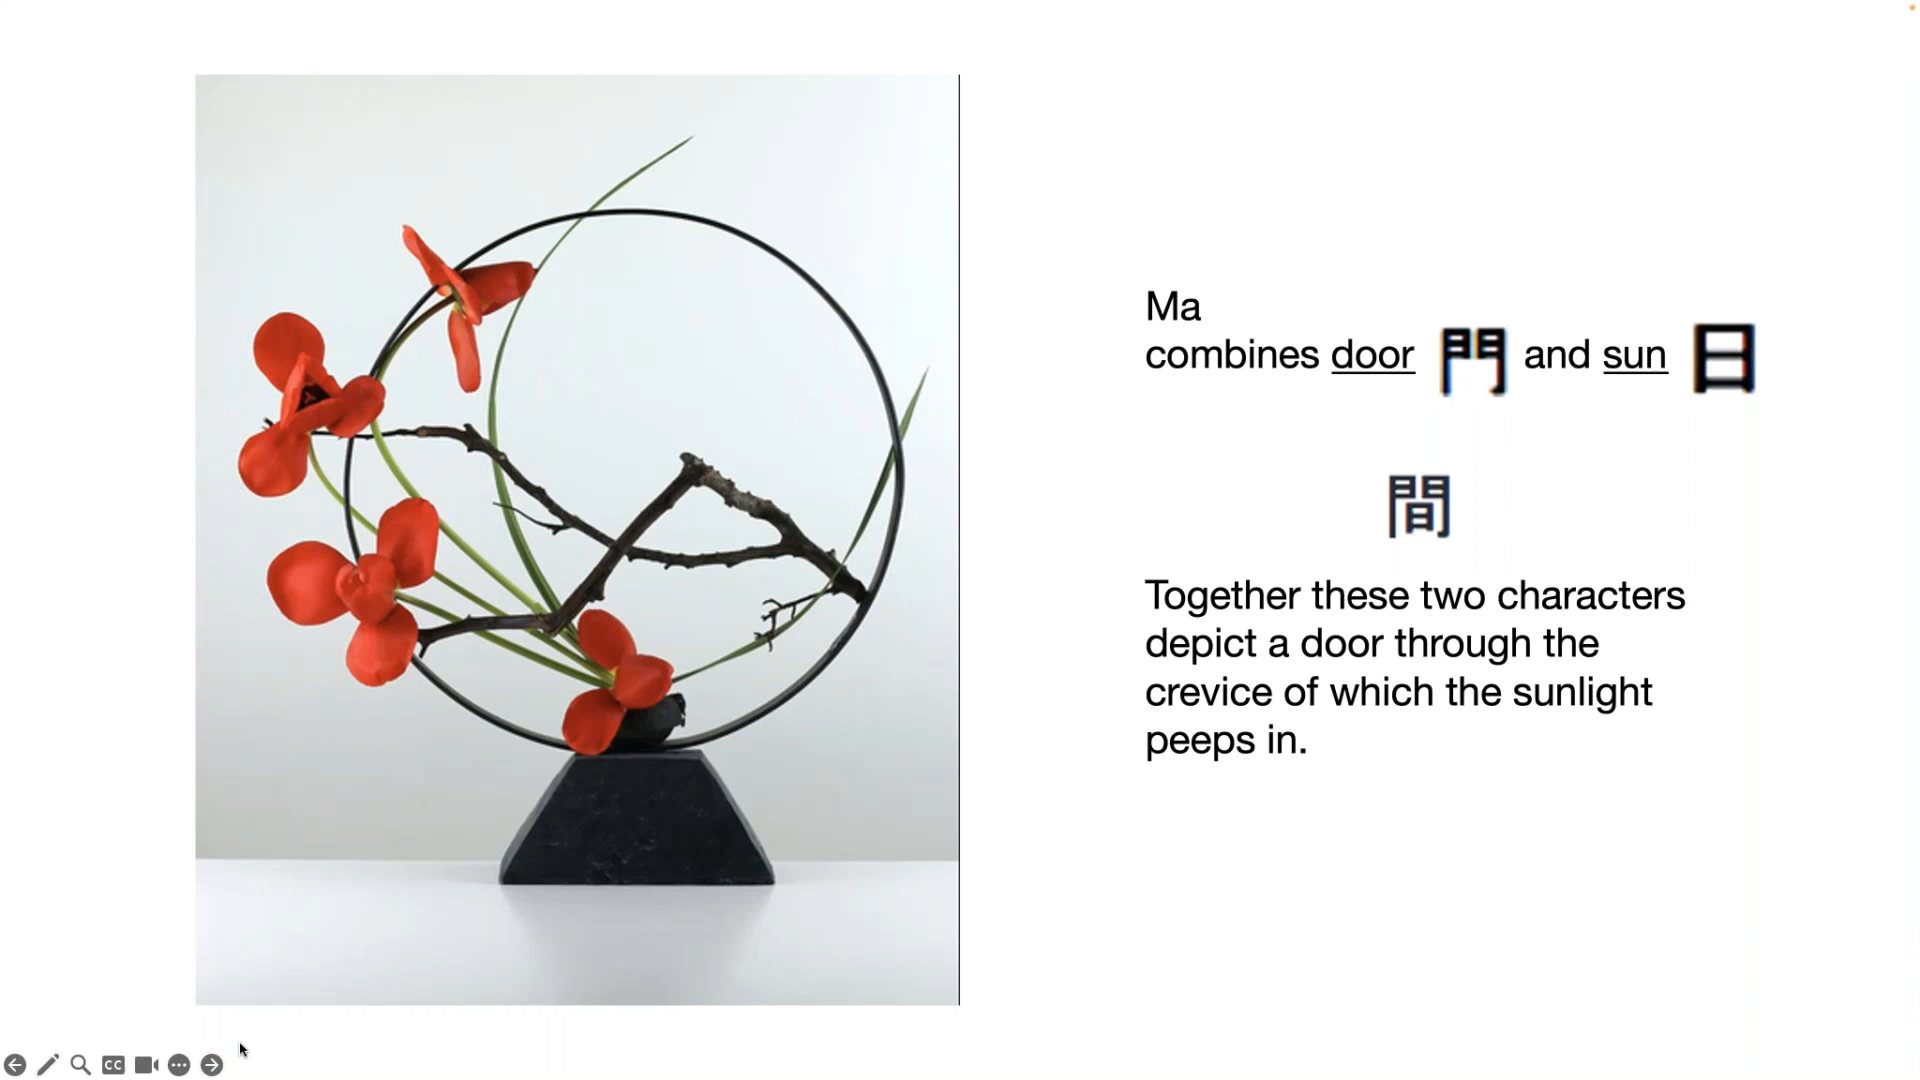 Ma
combines door 門 and sun 日
間
Together these two characters
depict a door through the
crevice of which the sunlight
peeps in.
CC